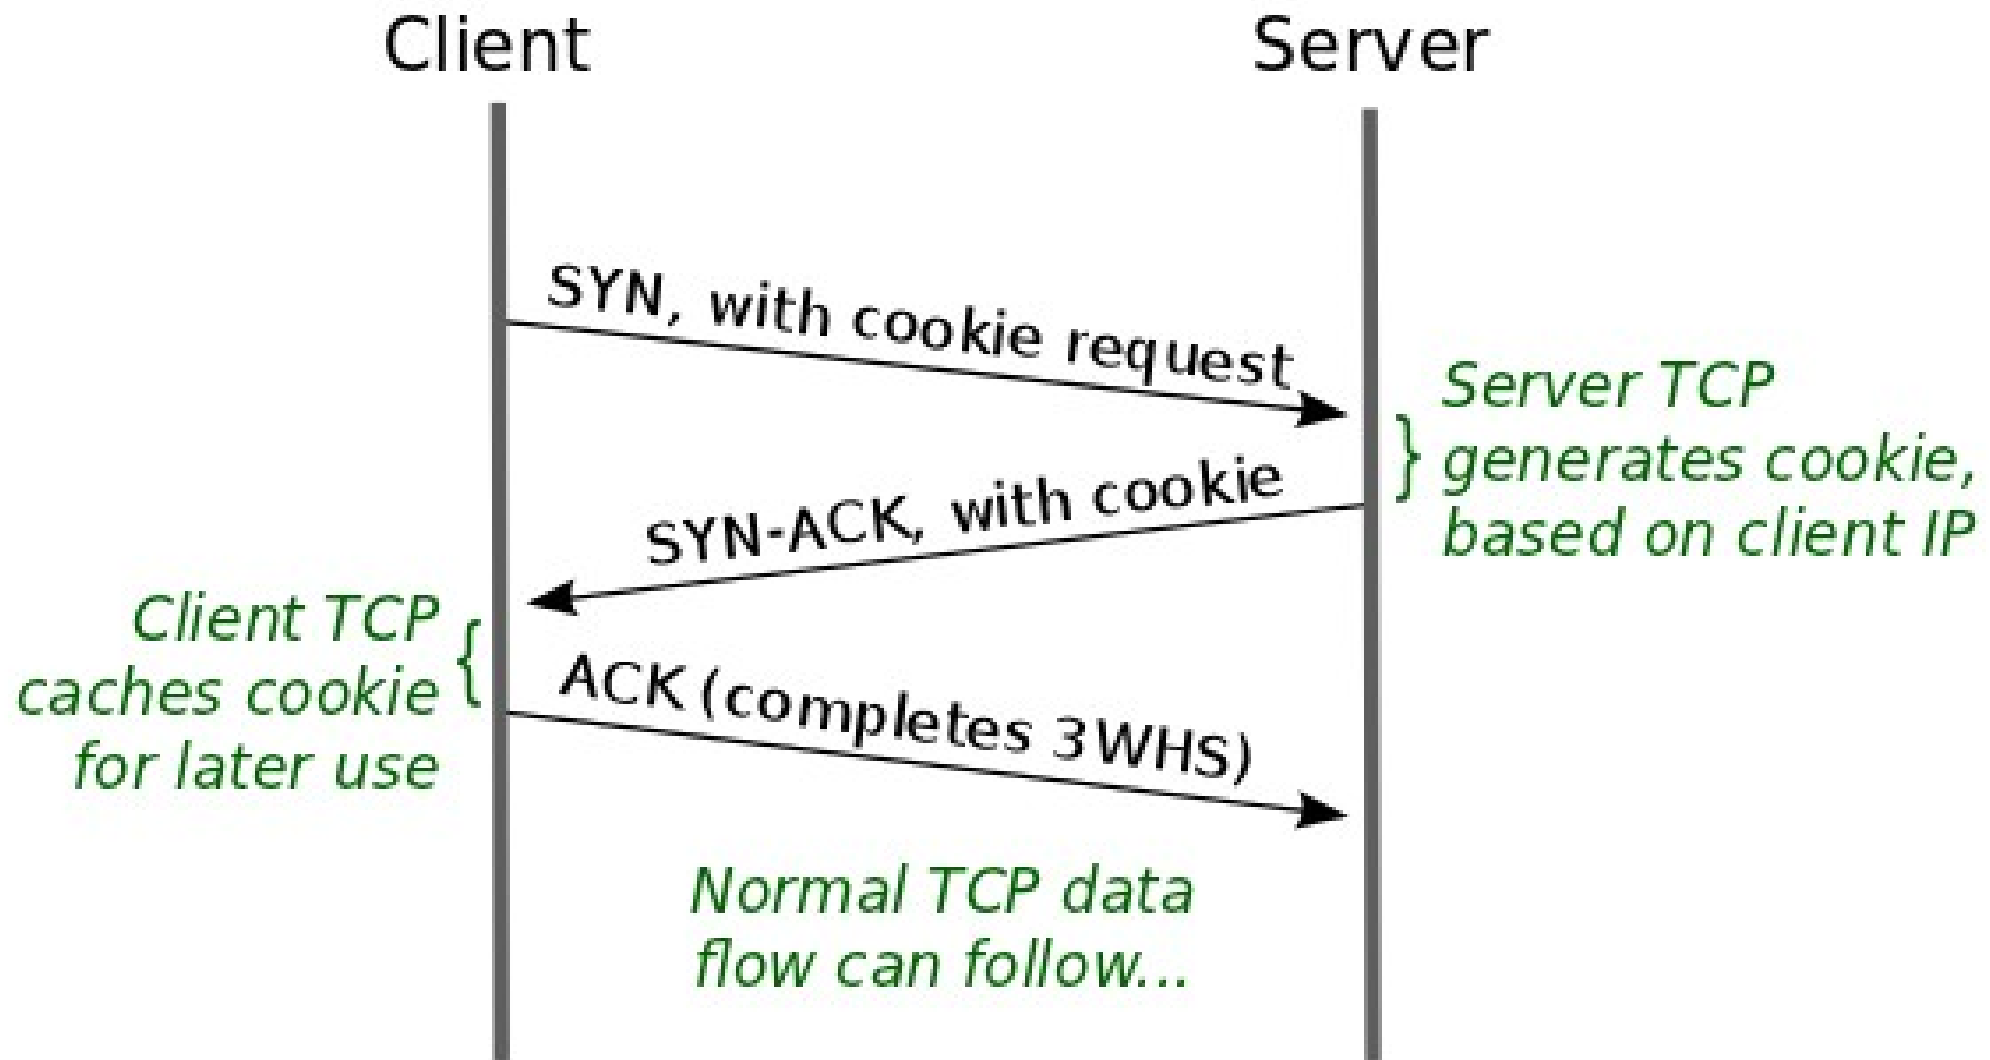 Client
Server
SYN, with cookie request
Server TCP
generates cookie,
based on client IP
SYN-ACK, with cookie
Client TCP
caches cookie
for later use
ACK (completes 3WHS)
Normal TCP data
flow can follow...